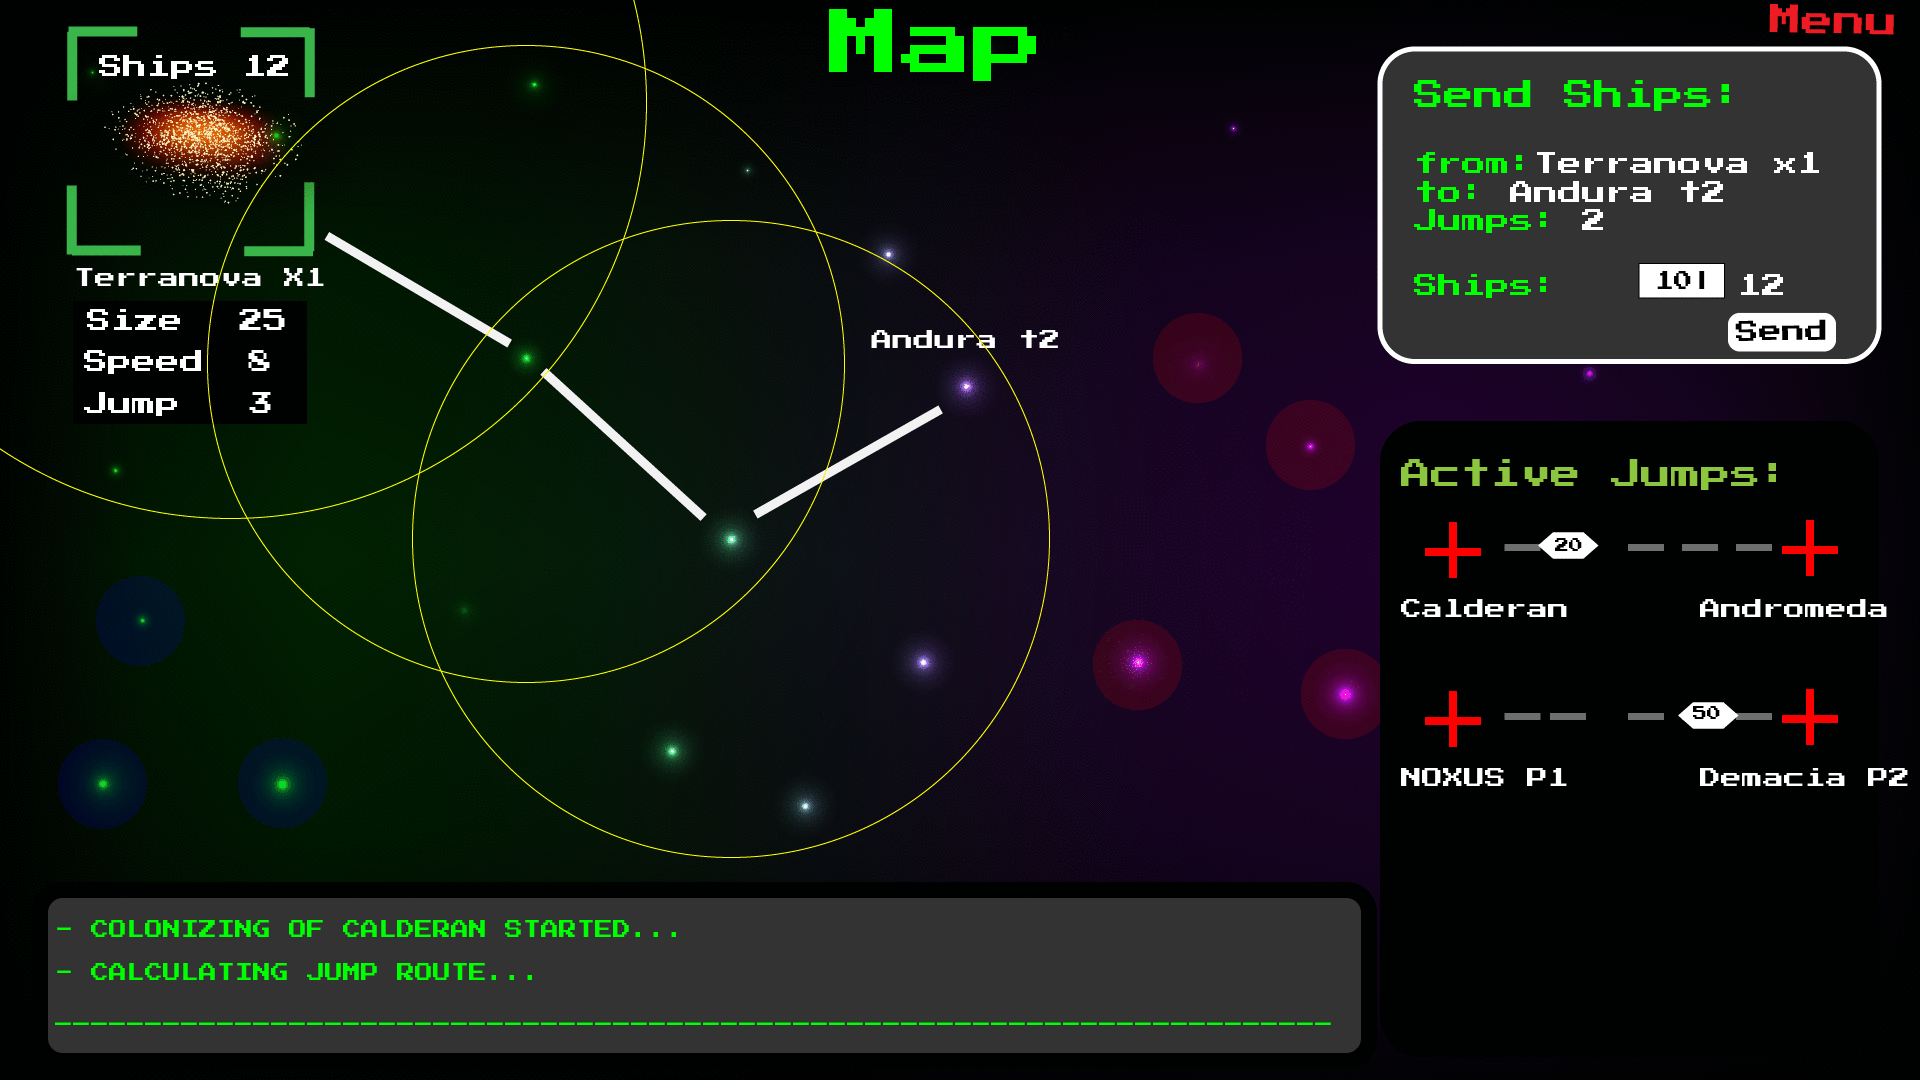 Map
Menu
Ships 12
Terranova X1
Size 25
Speed 8
Jump 3
Andura t2
Send Ships:
from: Terranova x1
to: Andura t2
Jumps: 2
Ships: 10| 12
Send
Active Jumps:
20
Calderan Andromeda
50
NOXUS P1 Demacia P2
- COLONIZING OF CALDERAN STARTED...
- CALCULATING JUMP ROUTE...